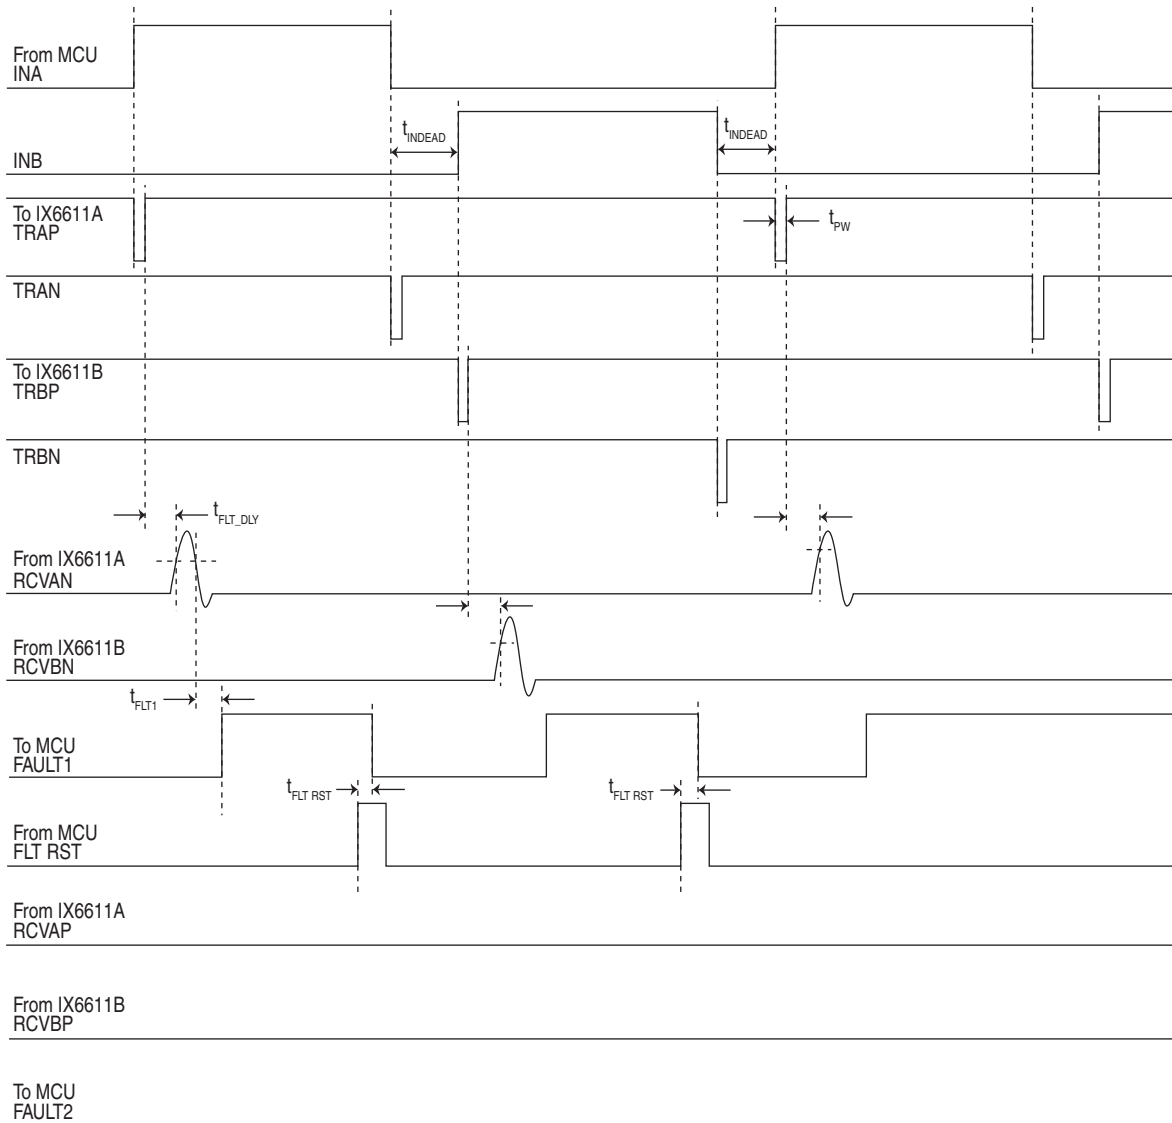 From MCU
INA
tINDEAD
tINDEAD
INB
To IX6611A
TRAP
tPW
TRAN
To IX6611B
TRBP
TRBN
tFLT_DLY
From IX6611A
RCVAN
From IX6611B
RCVBN
tFLT1
To MCU
FAULT1
tFLT RST
tFLT RST
From MCU
FLT RST
From IX6611A
RCVAP
From IX6611B
RCVBP
To MCU
FAULT2